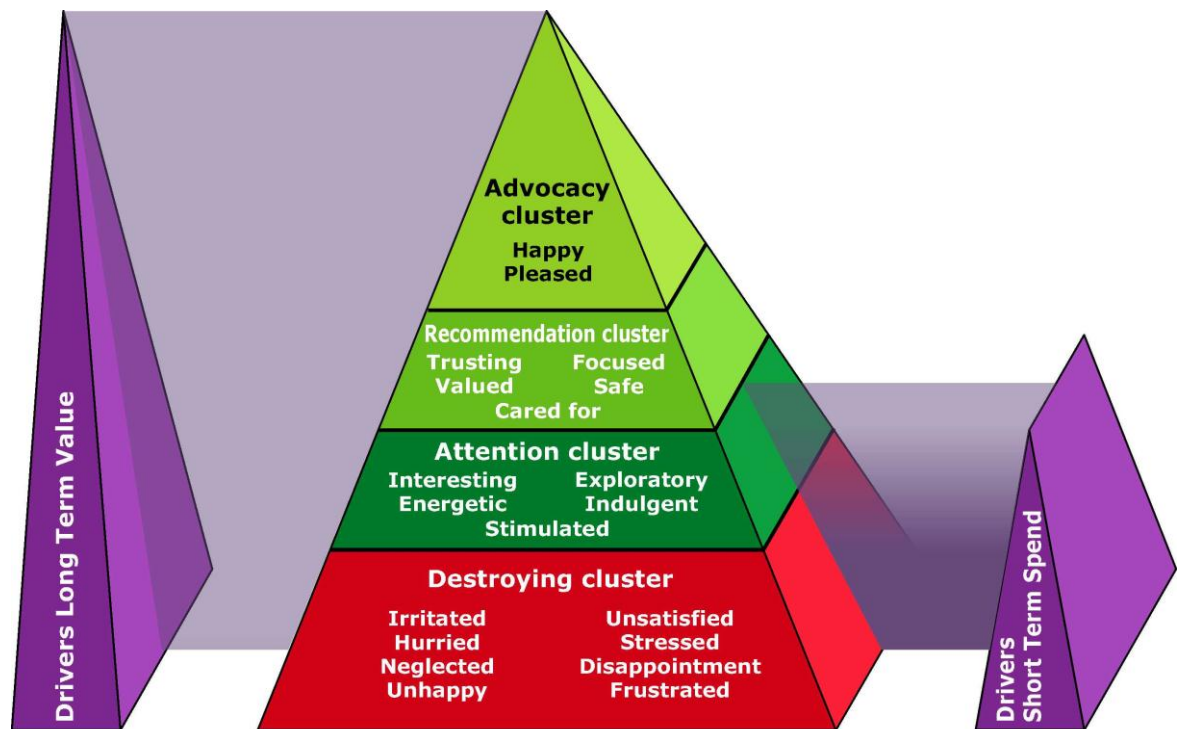 Drivers Long Term Value
Advocacy
cluster
Happy
Pleased
Recommendation cluster
Trusting Focused
Valued Safe
Cared for
Attention cluster
Interesting Exploratory
Energetic Indulgent
Stimulated
Destroying cluster
Irritated Unsatisfied
Hurried Stressed
Neglected Disappointment
Unhappy Frustrated
Drivers
Short Term Spend